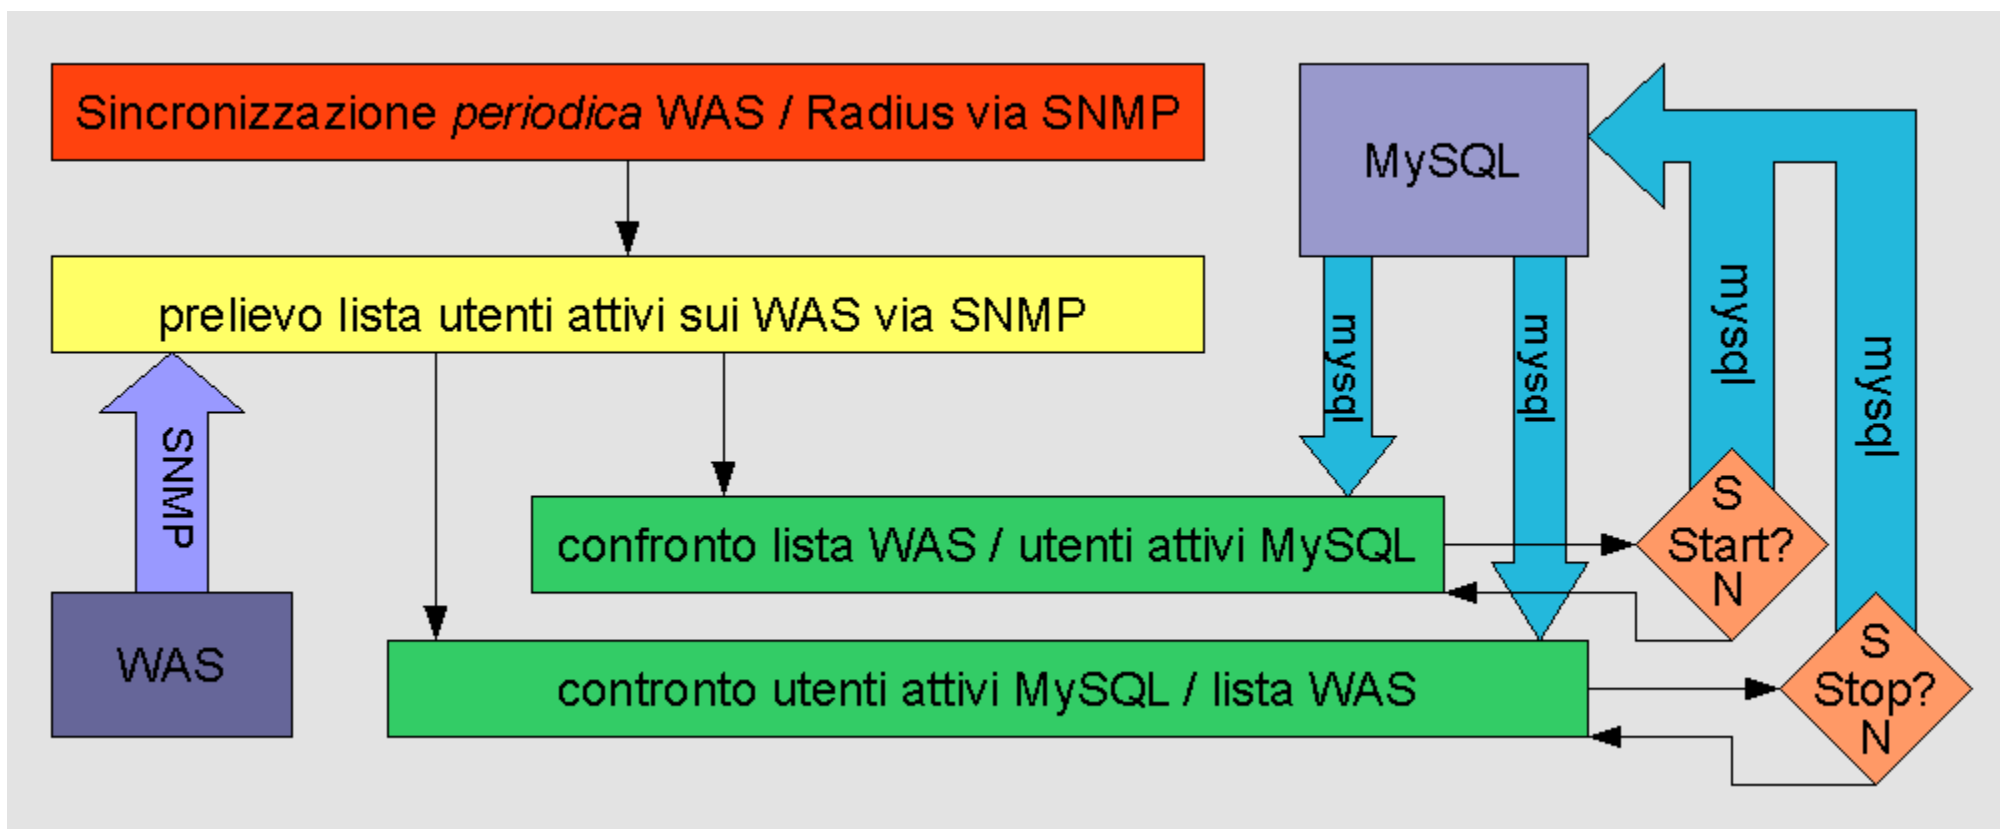 Sincronizzazione periodica WAS / Radius via SNMP
MySQL
prelievo lista utenti attivi sui WAS via SNMP
mysql
mysql
mysql
mysql
SNMP
S
Start?
N
confronto lista WAS / utenti attivi MySQL
WAS
contronto utenti attivi MySQL / lista WAS
S
Stop?
N